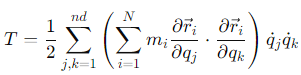 T = \frac{1}{2} \sum_{j,k=1}^{nd} \left( \sum_{i=1}^{N} m_i \frac{\partial \vec{r}_i}{\partial q_j} \cdot \frac{\partial \vec{r}_i}{\partial q_k} \right) \dot{q}_j \dot{q}_k